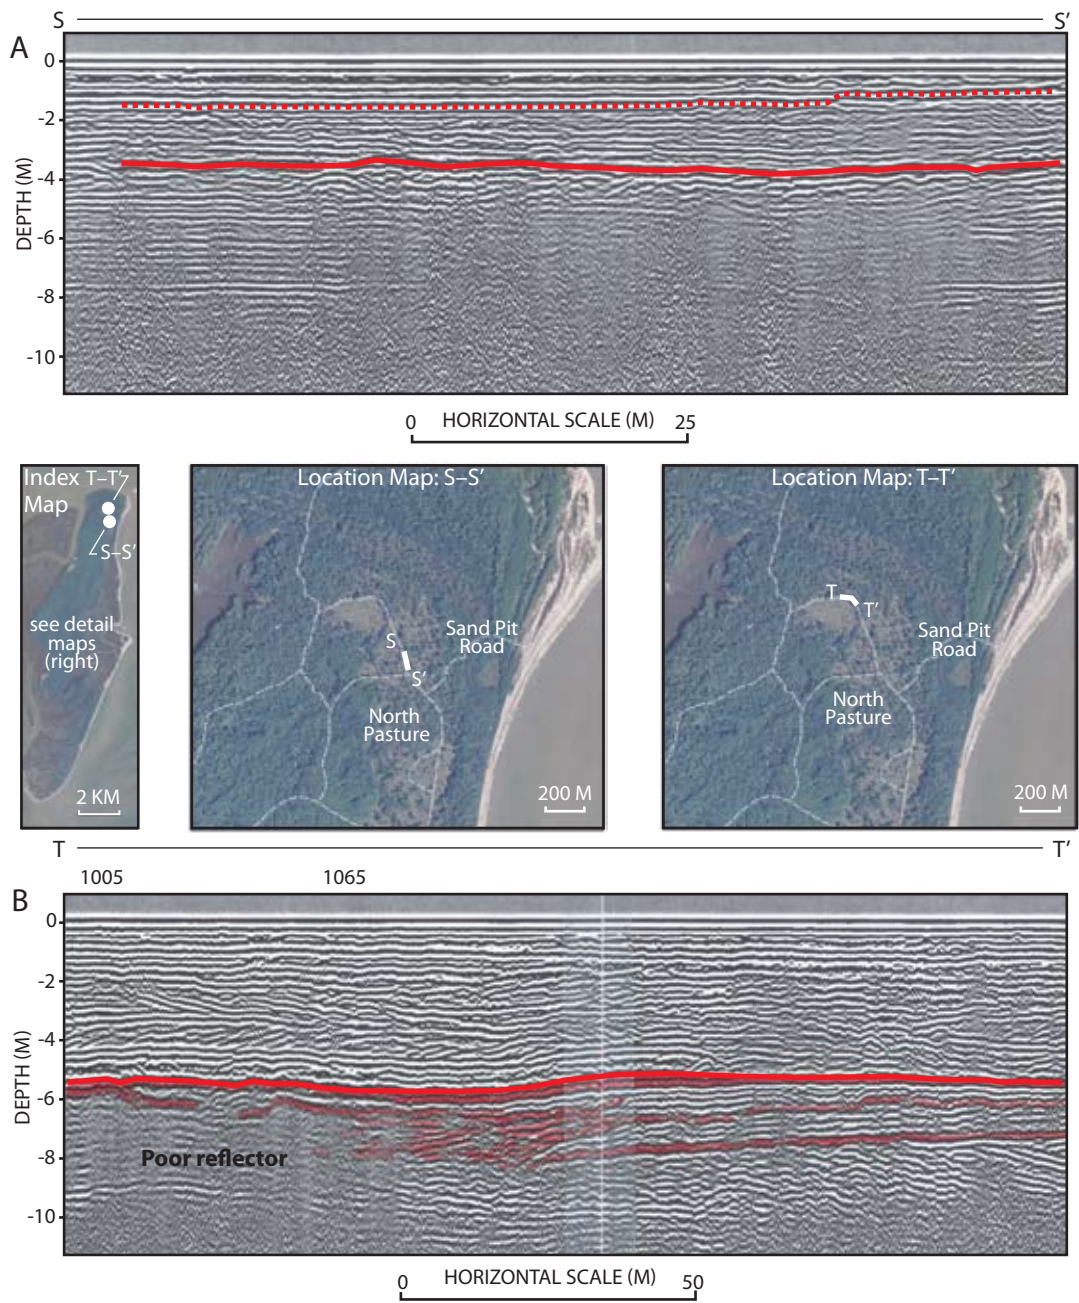 S S′
A
0
-2
-4
-6
-8
-10
DEPTH (M)
0 HORIZONTAL SCALE (M) 25
Index T–T′
Map
S–S′
see detail
maps
(right)
2 KM
Location Map: S–S′
S
S′
Sand Pit
Road
North
Pasture
200 M
Location Map: T–T′
T
T′
Sand Pit
Road
North
Pasture
200 M
T T′
1005 1065
B
0
-2
-4
-6
-8
-10
DEPTH (M)
Poor reflector
0 HORIZONTAL SCALE (M) 50